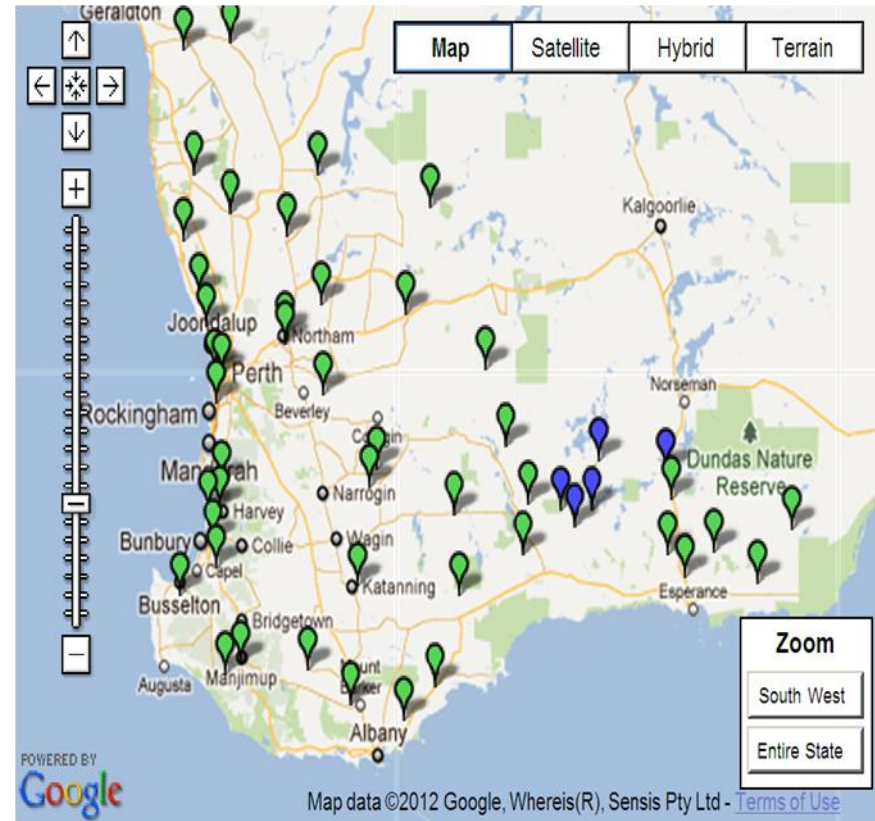 Geraldton
Map Satellite Hybrid Terrain
Kalgoorlie
Joondalup
Northam
Perth
Norseman
Beverley
Rockingham
Dundas Nature
Reserve
Narrogin
Harvey
Bunbury
Collie
Wagin
Capel
Katanning
Busselton
Esperance
Bridgetown
Zoom
Manjimup
Mount
Barker
Augusta
South West
Albany
Entire State
POWERED BY
Google
Map data ©2012 Google, Whereis(R), Sensis Pty Ltd - Terms of Use